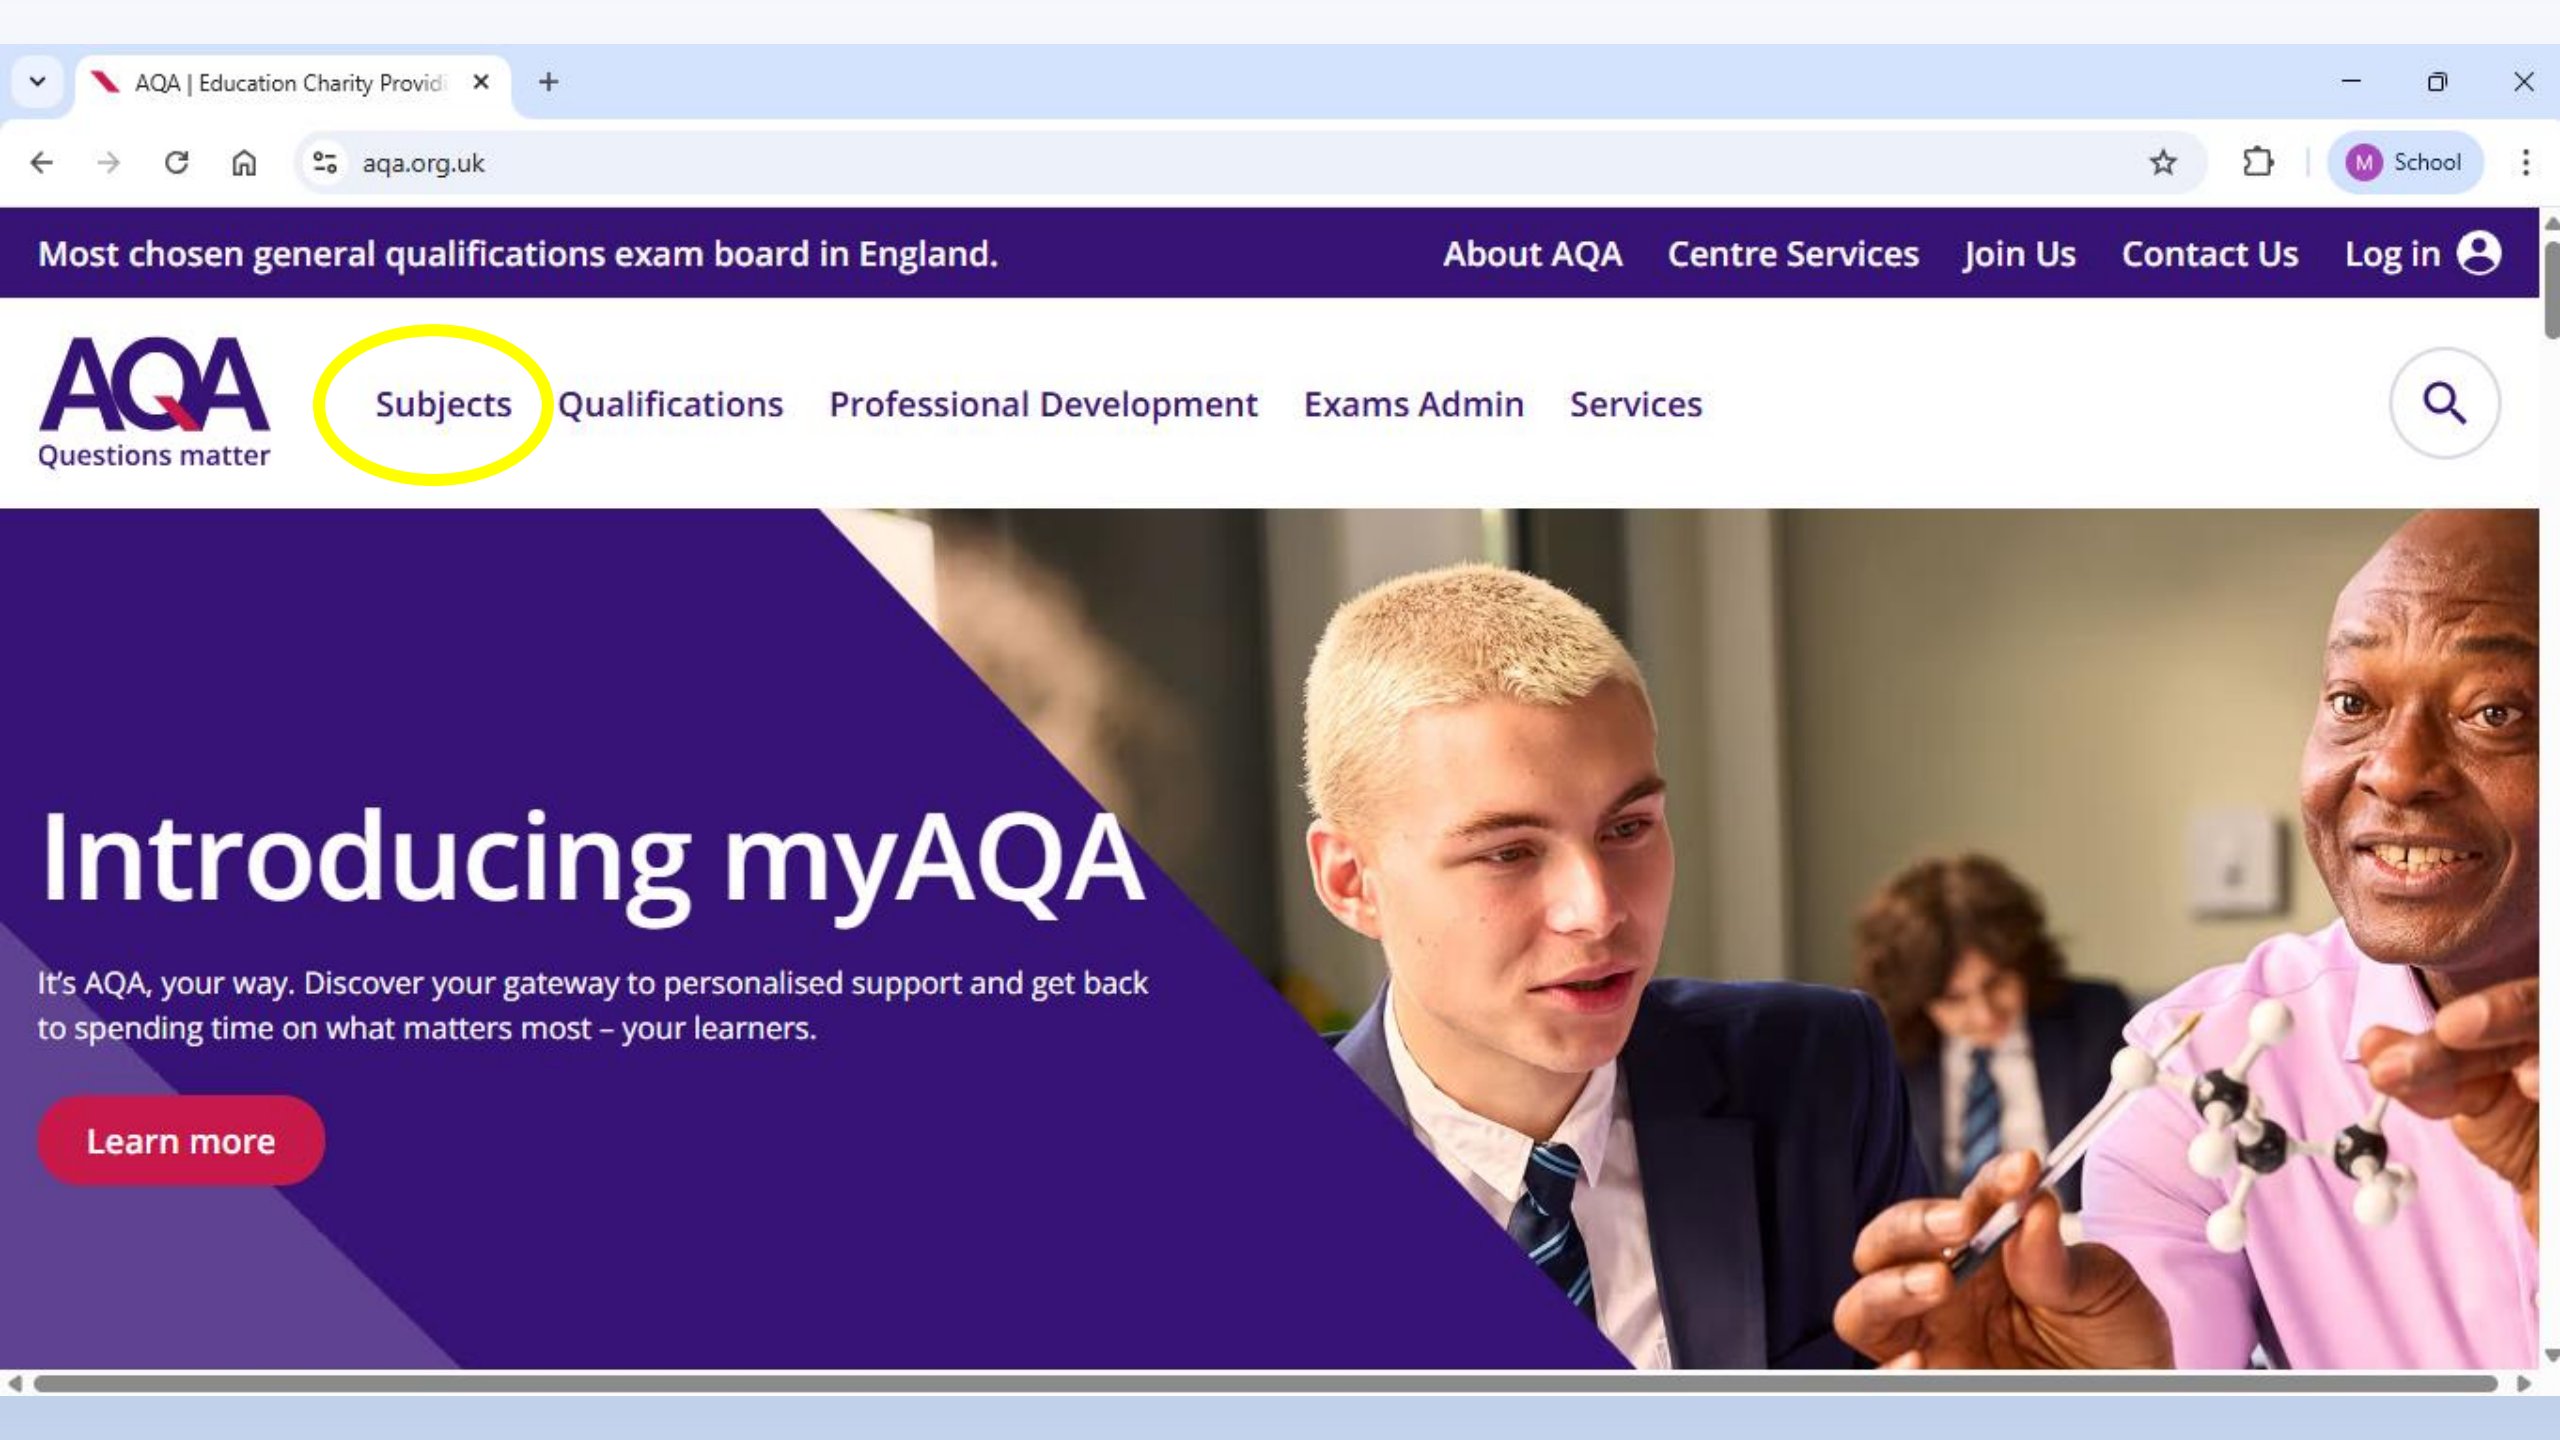 AQA | Education Charity Providi
aqa.org.uk
M School
Most chosen general qualifications exam board in England.
About AQA Centre Services Join Us Contact Us Log in
AQA
Questions matter
Subjects Qualifications Professional Development Exams Admin Services
Introducing myAQA
It's AQA, your way. Discover your gateway to personalised support and get back
to spending time on what matters most – your learners.
Learn more